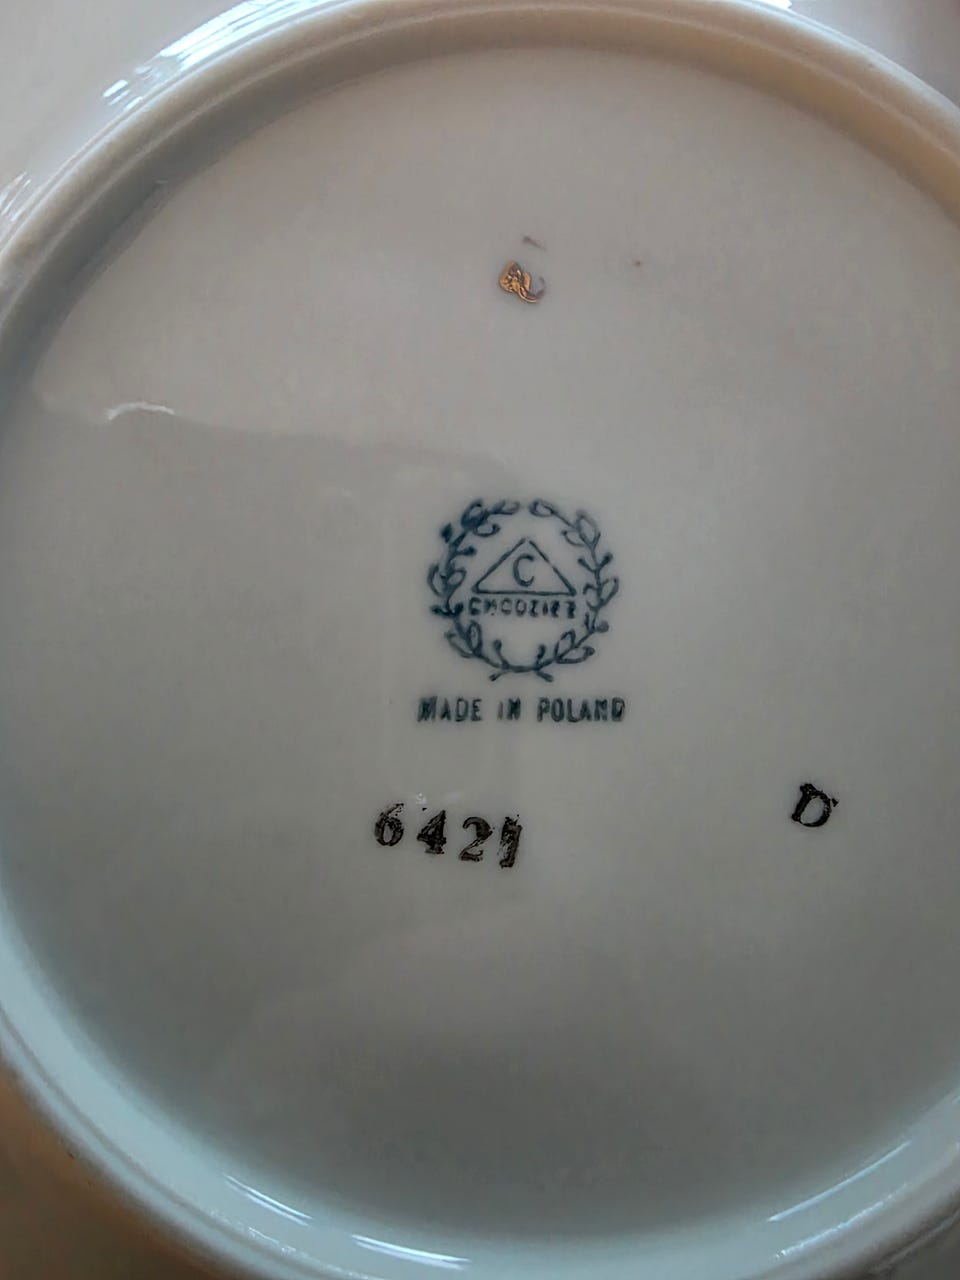 C
CHODZIEŻ
MADE IN POLAND
6421 D